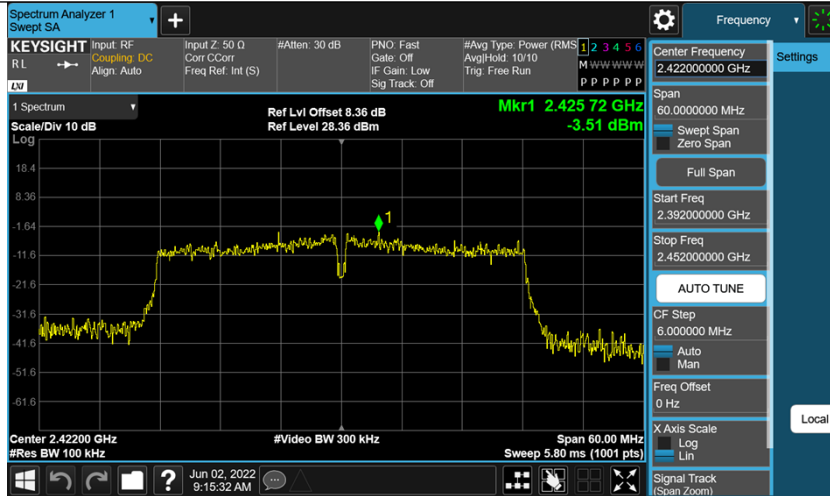 Spectrum Analyzer 1
Swept SA
+
Frequency
KEYSIGHT
RL
LXI
Input: RF
Coupling: DC
Align: Auto
Input Z: 50 Ω
Corr CCorr
Freq Ref: Int (S)
#Atten: 30 dB
PNO: Fast
Gate: Off
IF Gain: Low
Sig Track: Off
#Avg Type: Power (RMS
Avg|Hold: 10/10
Trig: Free Run
1 2 3 4 5 6
M W W W W W
P P P P P P
Settings
1 Spectrum
Scale/Div 10 dB
Log
Ref Lvl Offset 8.36 dB
Ref Level 28.36 dBm
Mkr1 2.425 72 GHz
-3.51 dBm
18.4
8.36
-1.64
-11.6
-21.6
-31.6
-41.6
-51.6
-61.6
1
Center 2.42200 GHz
#Res BW 100 kHz
#Video BW 300 kHz
Span 60.00 MHz
Sweep 5.80 ms (1001 pts)
Center Frequency
2.422000000 GHz
Span
60.0000000 MHz
Swept Span
Zero Span
Full Span
Start Freq
2.392000000 GHz
Stop Freq
2.452000000 GHz
AUTO TUNE
CF Step
6.000000 MHz
Auto
Man
Freq Offset
0 Hz
X Axis Scale
Log
Lin
Signal Track
(Span Zoom)
Local
?
Jun 02, 2022
9:15:32 AM